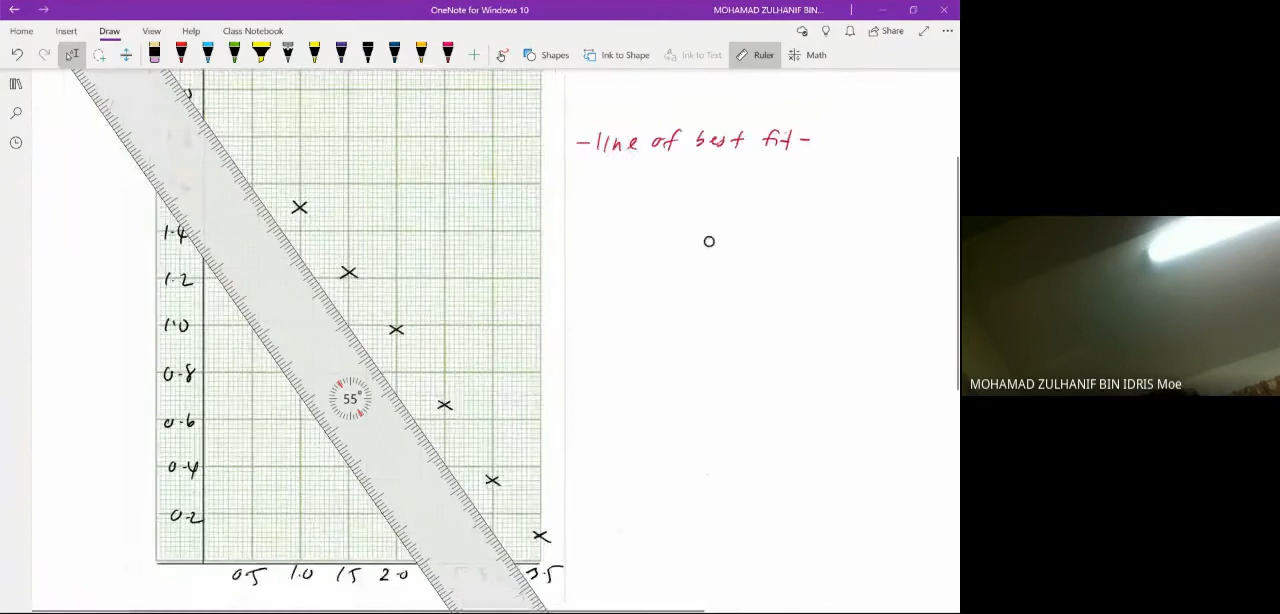 OneNote for Windows 10
MOHAMAD ZULHANIF BIN...
Home Insert Draw View Help Class Notebook
Share
Shapes Ink to Shape Ink to Text Ruler Math
-line of best fit-
1.4
1.2
1.0
0.8
55°
0.6
0.4
0.2
0.5 1.0 1.5 2.0 3.5
MOHAMAD ZULHANIF BIN IDRIS Moe